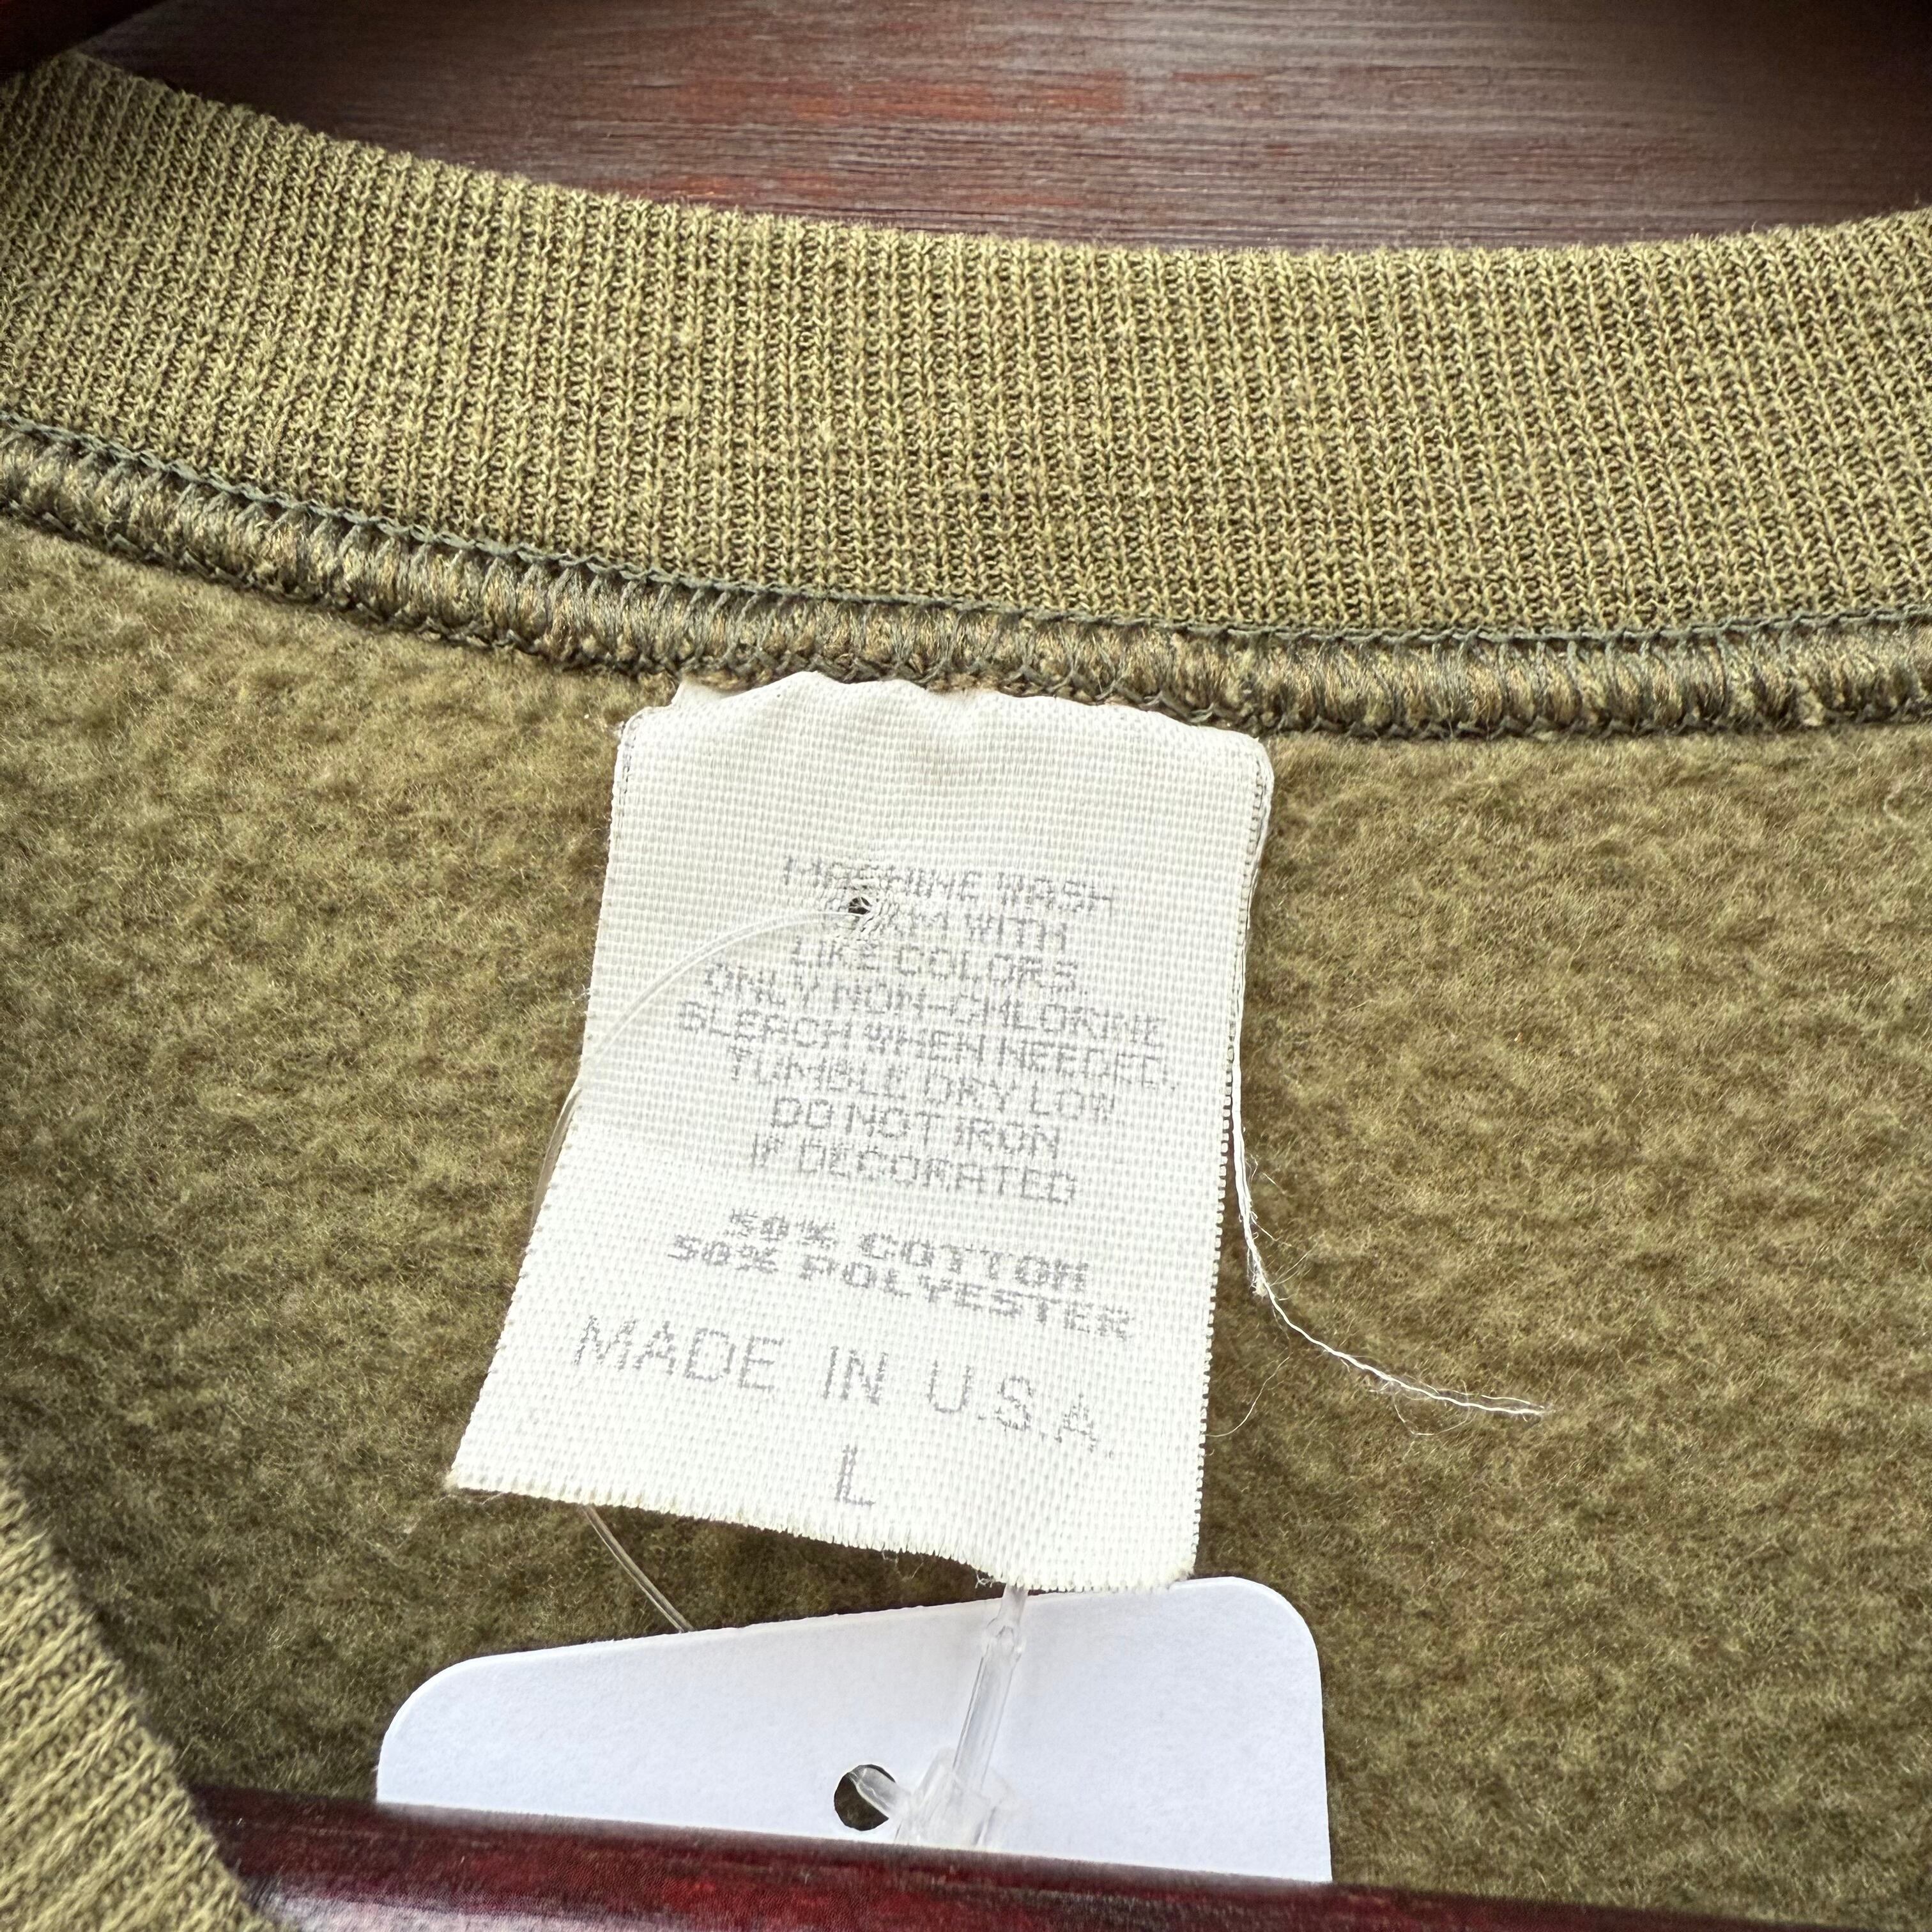 MACHINE WASH
WARM WITH
LIKE COLORS.
ONLY NON-CHLORINE
BLEACH WHEN NEEDED.
TUMBLE DRY LOW.
DO NOT IRON
IF DECORATED
50% COTTON
50% POLYESTER
MADE IN U.S.A.
L